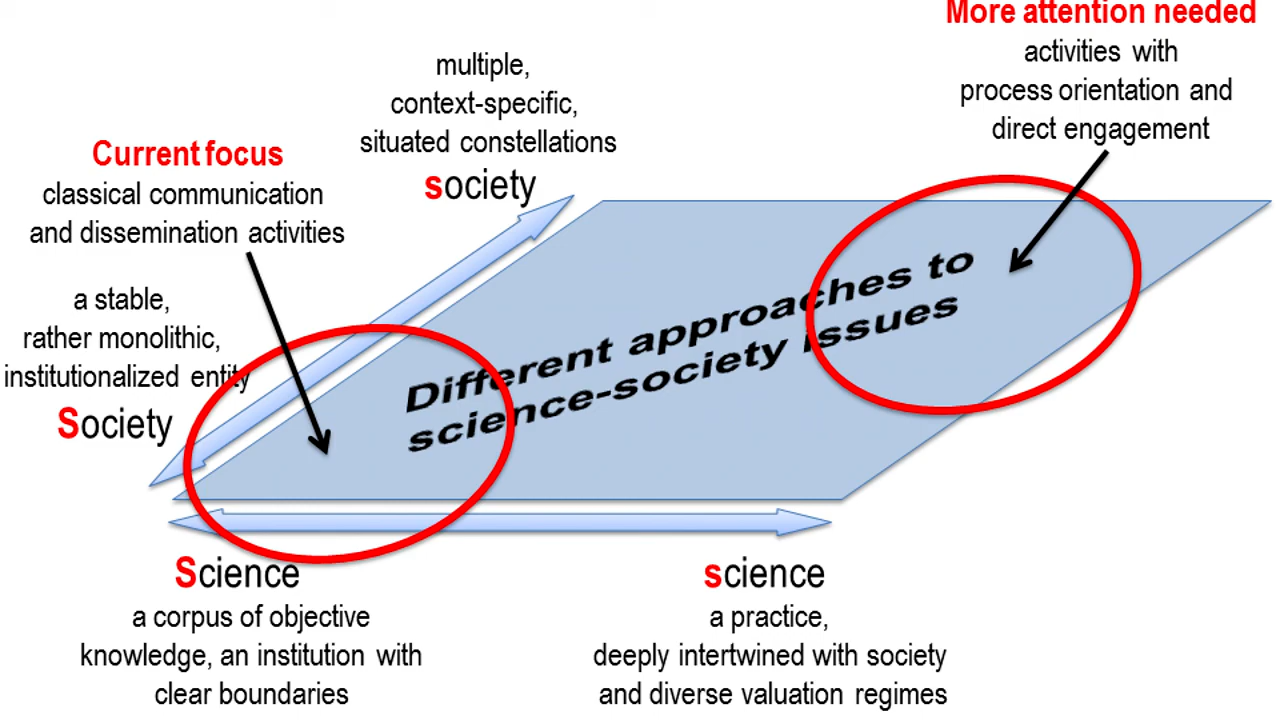 More attention needed
activities with
process orientation and
direct engagement
multiple,
context-specific,
situated constellations
society
Current focus
classical communication
and dissemination activities
a stable,
rather monolithic,
institutionalized entity
Society
Different approaches to
science-society issues
Science
a corpus of objective
knowledge, an institution with
clear boundaries
science
a practice,
deeply intertwined with society
and diverse valuation regimes